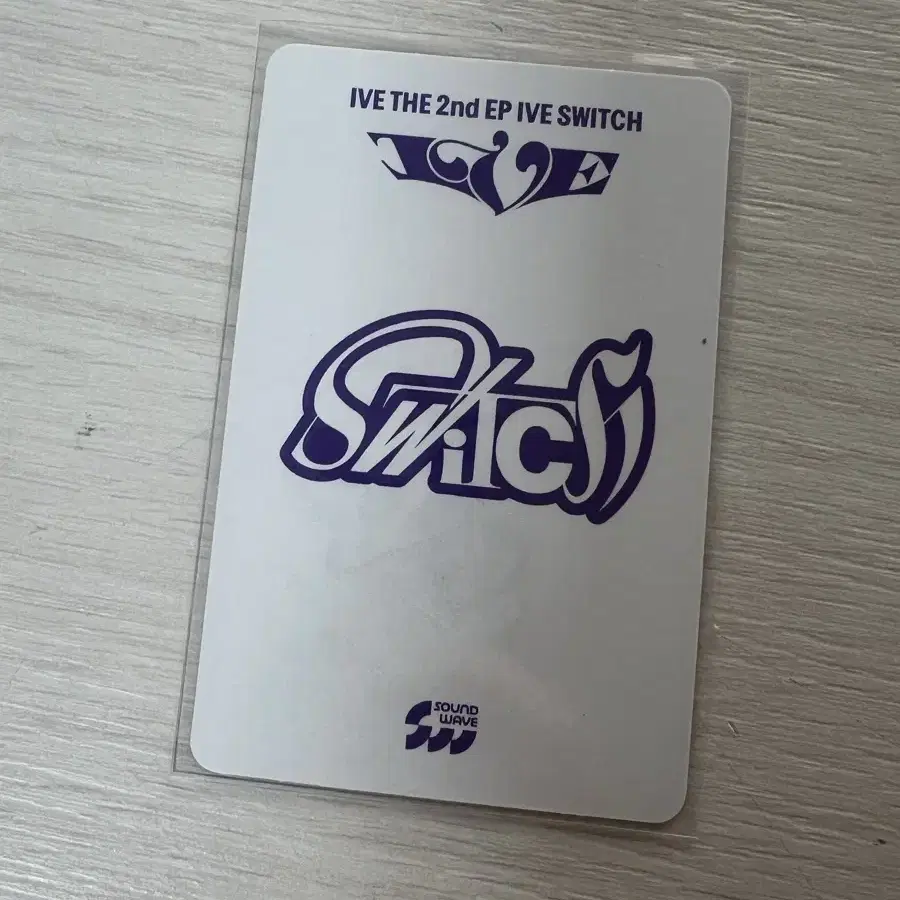 IVE THE 2nd EP IVE SWITCH
IVE
SWiTCH
SOUND
WAVE